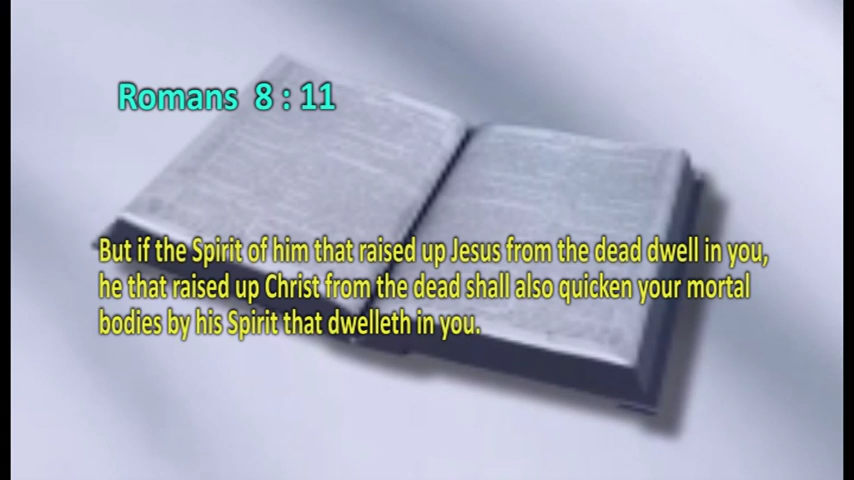 Romans 8 : 11
But if the Spirit of him that raised up Jesus from the dead dwell in you,
he that raised up Christ from the dead shall also quicken your mortal
bodies by his Spirit that dwelleth in you.